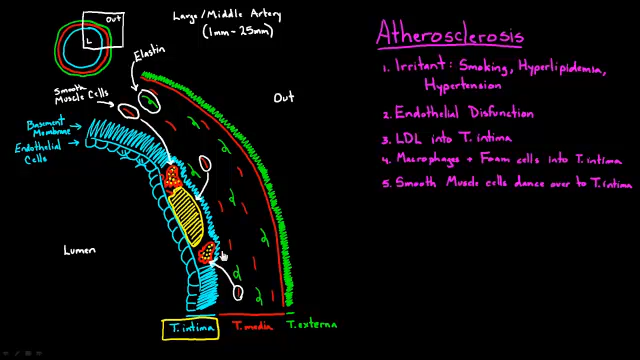 Out
L
Large/Middle Artery
(1mm - 25mm)
Elastin
Smooth
Muscle Cells
Basement
Membrane
Endothelial
Cells
Out
Lumen
T. intima
T. media
T. externa
Atherosclerosis
1. Irritant: Smoking, Hyperlipidemia,
Hypertension
2. Endothelial Disfunction
3. LDL into T. intima
4. Macrophages + Foam cells into T. intima
5. Smooth Muscle cells dance over to T. intima